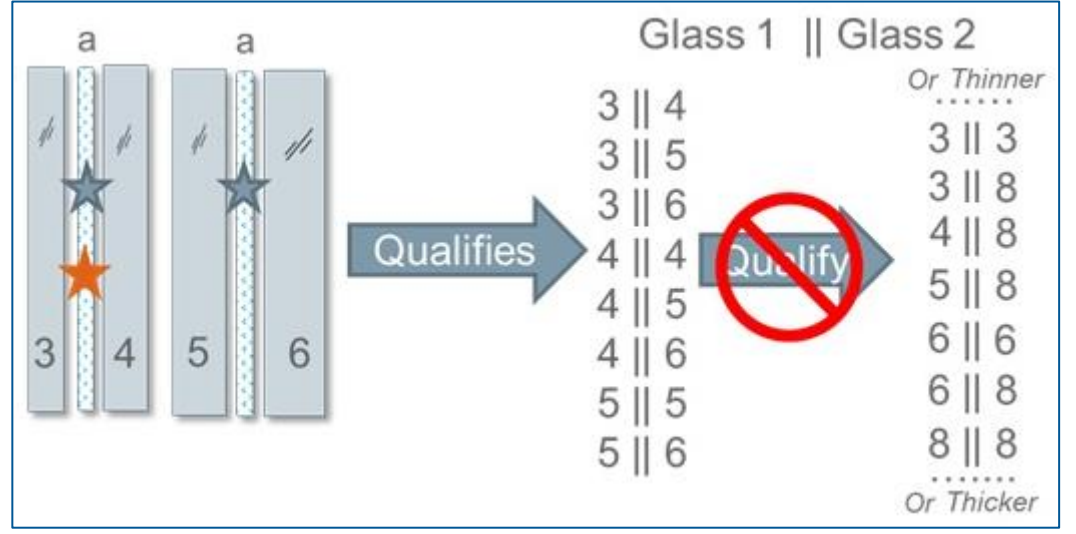 a
a
3
4
5
6
Qualifies
Glass 1 || Glass 2
3 || 4
3 || 5
3 || 6
4 || 4
4 || 5
4 || 6
5 || 5
5 || 6
Qualify
Or Thinner
3 || 3
3 || 8
4 || 8
5 || 8
6 || 6
6 || 8
8 || 8
Or Thicker